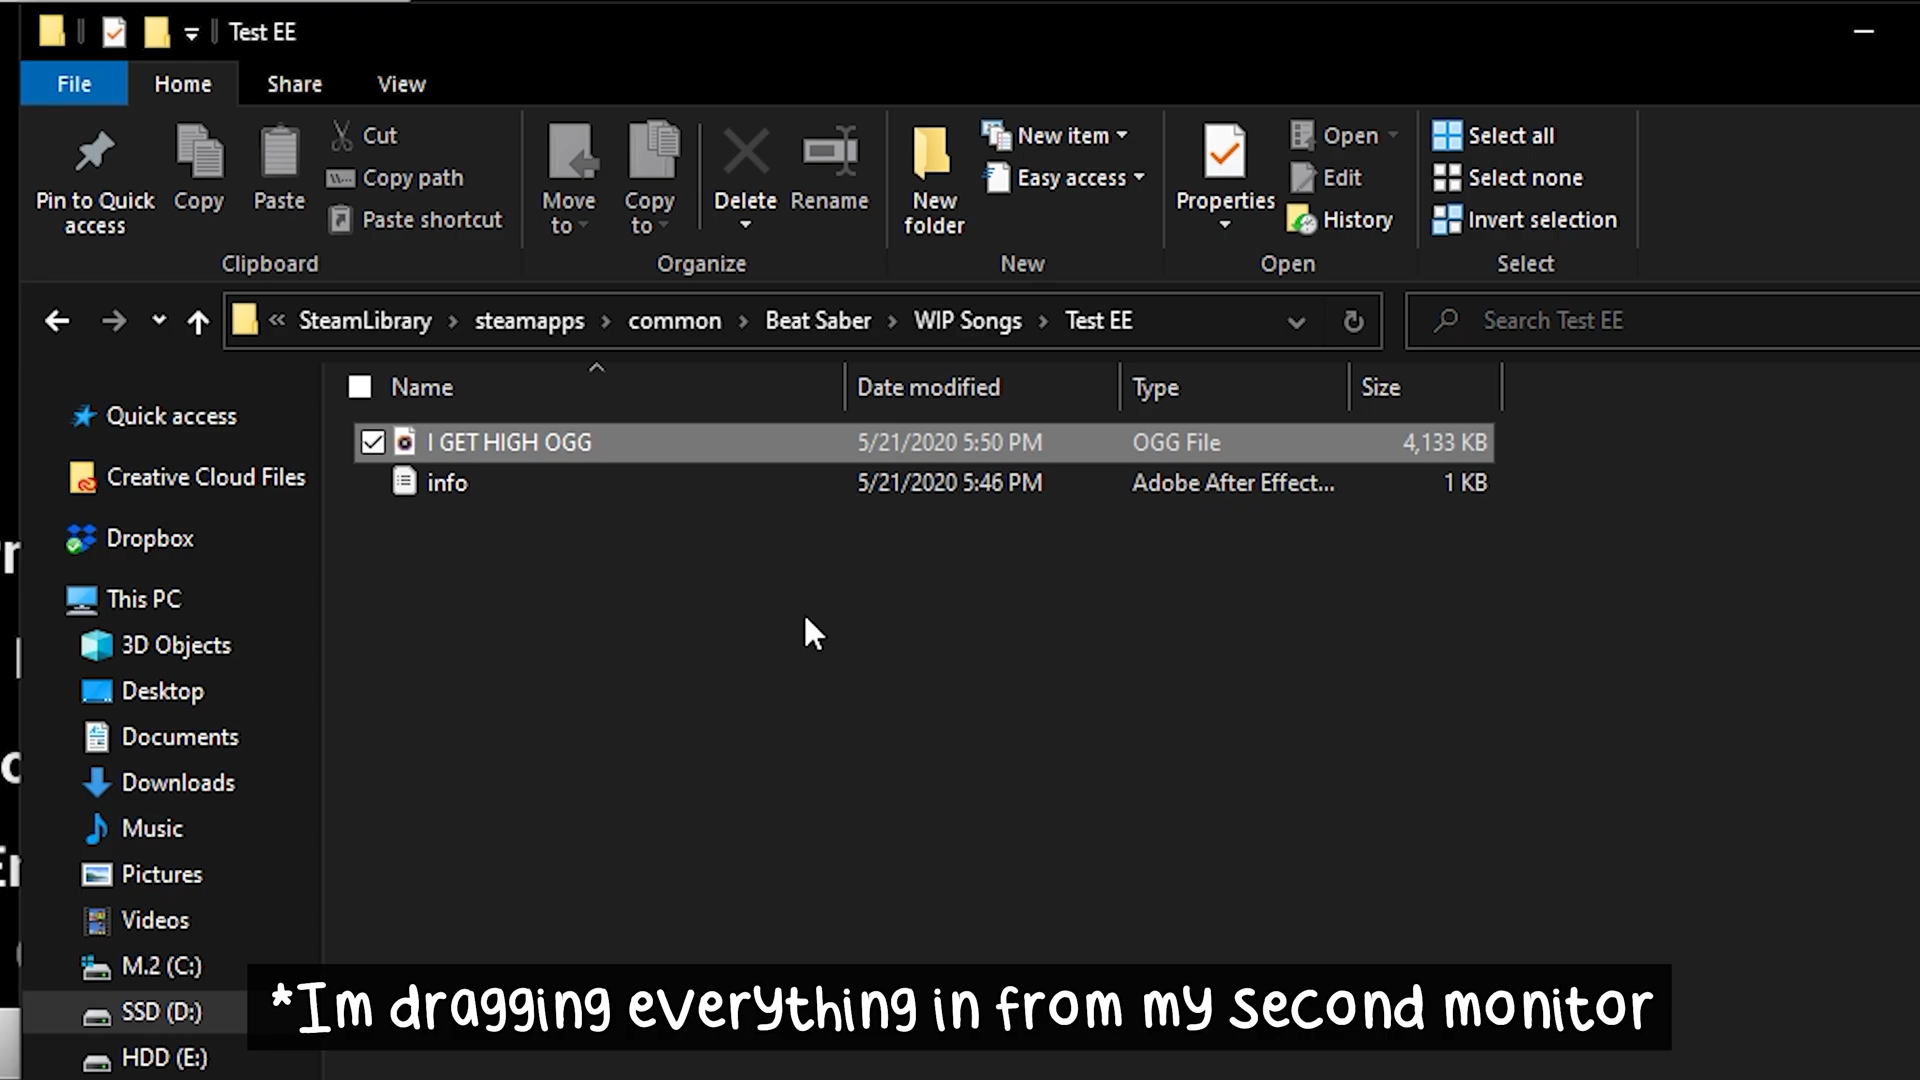 Test EE
File Home Share View
Pin to Quick access
Copy
Paste
Cut
Copy path
Paste shortcut
Clipboard
Move to
Copy to
Delete
Rename
Organize
New folder
New item
Easy access
New
Properties
Open
Edit
History
Open
Select all
Select none
Invert selection
Select
« SteamLibrary > steamapps > common > Beat Saber > WIP Songs > Test EE
Search Test EE
Name Date modified Type Size
I GET HIGH OGG 5/21/2020 5:50 PM OGG File 4,133 KB
info 5/21/2020 5:46 PM Adobe After Effect... 1 KB
Quick access
Creative Cloud Files
Dropbox
This PC
3D Objects
Desktop
Documents
Downloads
Music
Pictures
Videos
M.2 (C:)
SSD (D:)
HDD (E:)
*Im dragging everything in from my second monitor